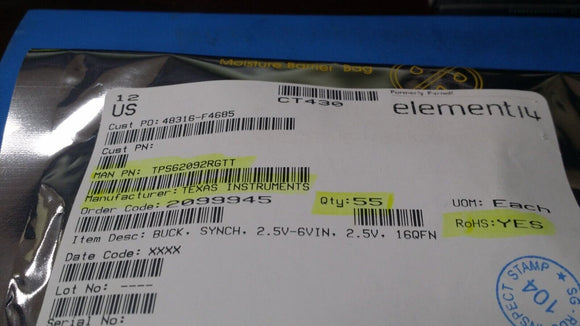 Moisture Barrier Bag
12
US
CT430
Formerly Farnell
element14
Cust PO: 48316-F4685
Cust PN:
MAN PN: TPS62092RGTT
Manufacturer: TEXAS INSTRUMENTS
Order Code: 2099945
Qty: 55
UOM: Each
RoHS: YES
Item Desc: BUCK, SYNCH, 2.5V-6VIN, 2.5V, 16QFN
Date Code: XXXX
Lot No: ----
Serial No:
INSPECT STAMP ★ SG
104